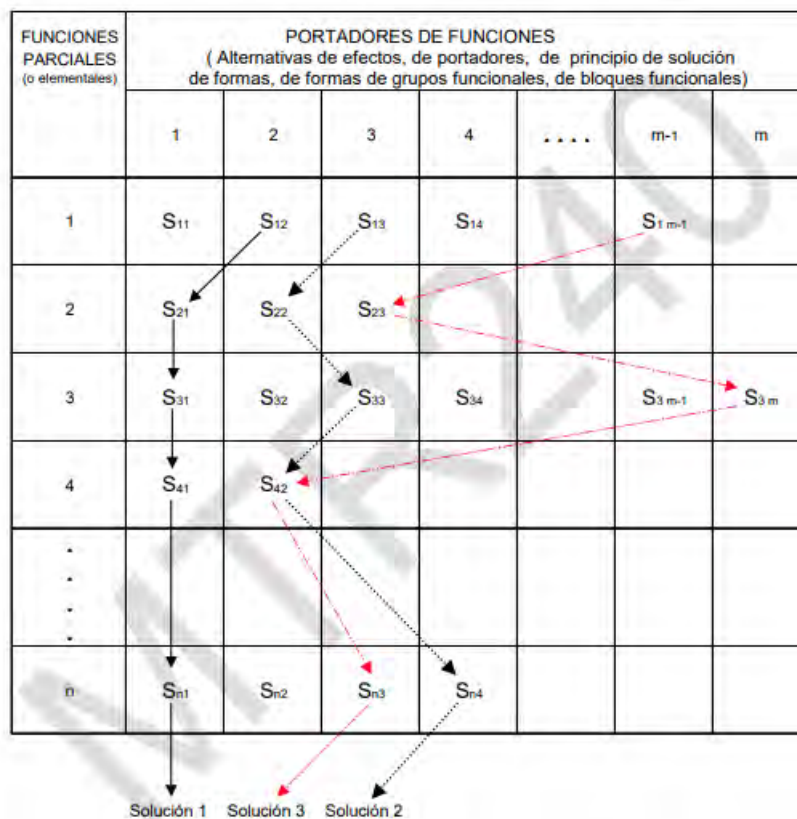 FUNCIONES PARCIALES (o elementales)
PORTADORES DE FUNCIONES
( Alternativas de efectos, de portadores, de principio de solución
de formas, de formas de grupos funcionales, de bloques funcionales)
1 2 3 4 . . . . m-1 m
1 S11 S12 S13 S14 S1 m-1
2 S21 S22 S23
3 S31 S32 S33 S34 S3 m-1 S3 m
4 S41 S42
.
.
.
.
n Sn1 Sn2 Sn3 Sn4
Solución 1 Solución 3 Solución 2
MTR240